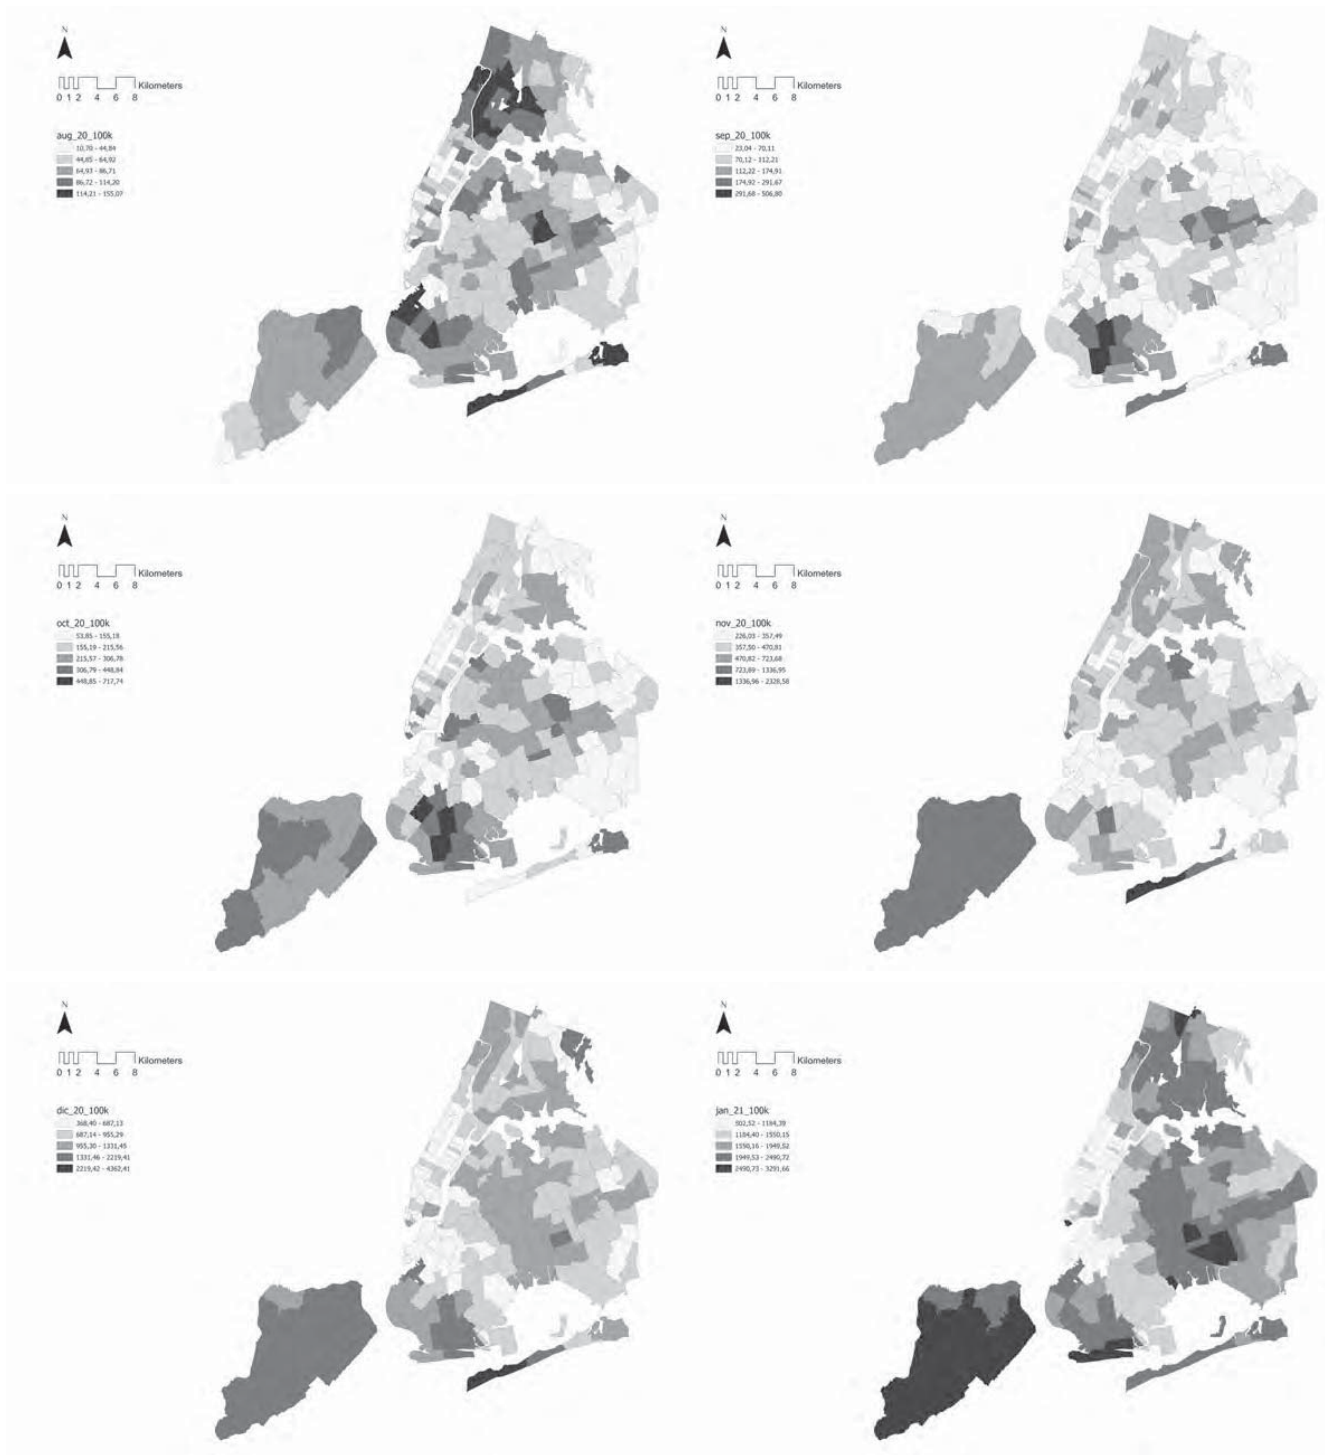 N
Kilometers
0 1 2 4 6 8
aug_20_100k
10,70 - 44,84
44,85 - 64,92
64,93 - 86,71
86,72 - 114,20
114,21 - 155,07
N
Kilometers
0 1 2 4 6 8
sep_20_100k
23,04 - 70,11
70,12 - 112,21
112,22 - 174,91
174,92 - 291,67
291,68 - 506,80
N
Kilometers
0 1 2 4 6 8
oct_20_100k
53,85 - 155,18
155,19 - 215,56
215,57 - 306,78
306,79 - 448,84
448,85 - 717,74
N
Kilometers
0 1 2 4 6 8
nov_20_100k
226,03 - 357,49
357,50 - 470,81
470,82 - 723,68
723,69 - 1336,95
1336,96 - 2328,58
N
Kilometers
0 1 2 4 6 8
dic_20_100k
368,40 - 687,13
687,14 - 955,29
955,30 - 1331,45
1331,46 - 2219,41
2219,42 - 4362,41
N
Kilometers
0 1 2 4 6 8
jan_21_100k
502,52 - 1184,39
1184,40 - 1550,15
1550,16 - 1949,52
1949,53 - 2490,72
2490,73 - 3291,66